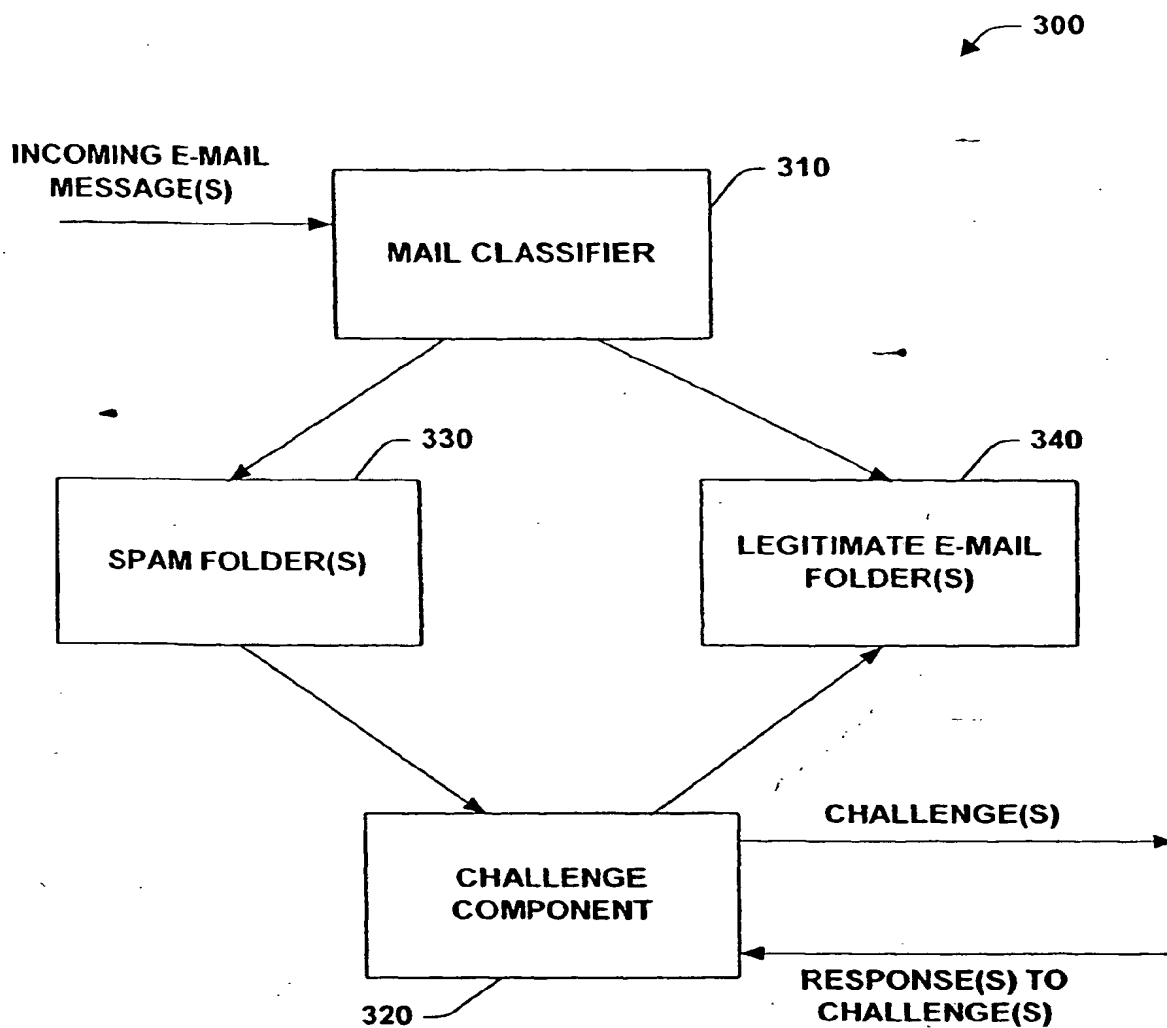 300
INCOMING E-MAIL
MESSAGE(S)
310
MAIL CLASSIFIER
330
340
SPAM FOLDER(S)
LEGITIMATE E-MAIL
FOLDER(S)
CHALLENGE(S)
CHALLENGE
COMPONENT
RESPONSE(S) TO
CHALLENGE(S)
320